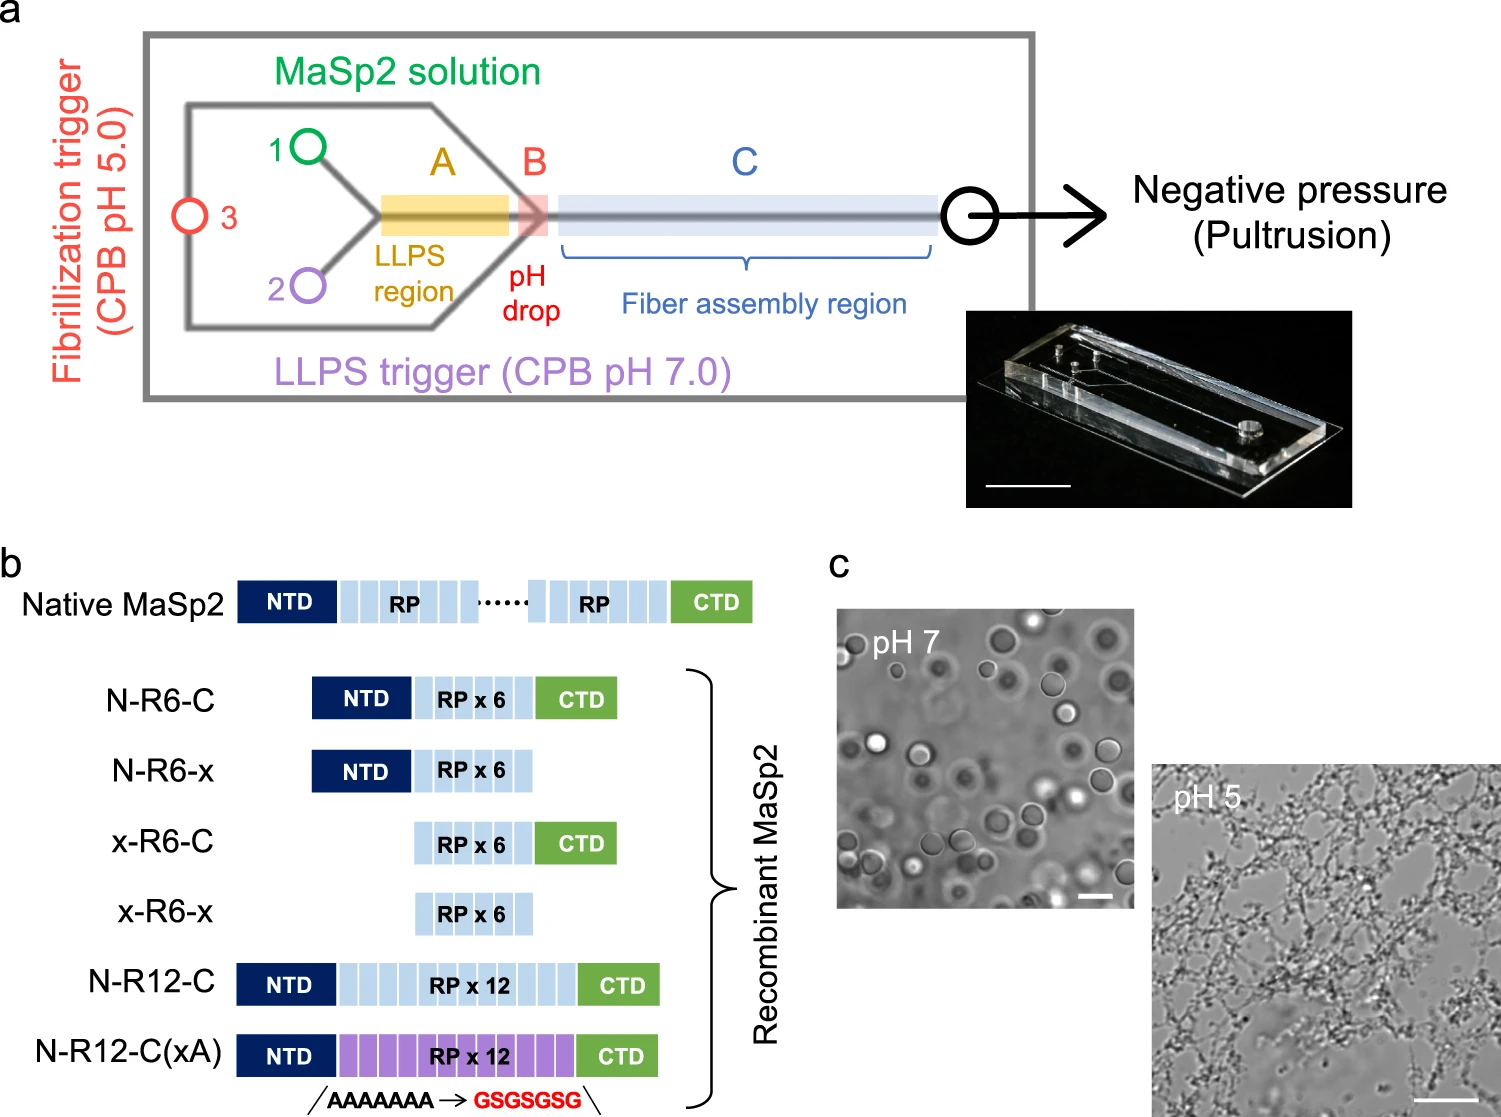 a
MaSp2 solution
Fibrillization trigger
(CPB pH 5.0)
1
A
B
C
3
Negative pressure
(Pultrusion)
LLPS
region
2
pH
drop
Fiber assembly region
LLPS trigger (CPB pH 7.0)
b
Native MaSp2
NTD
RP
RP
CTD
N-R6-C
NTD
RP x 6
CTD
N-R6-x
NTD
RP x 6
x-R6-C
RP x 6
CTD
x-R6-x
RP x 6
N-R12-C
NTD
RP x 12
CTD
N-R12-C(xA)
NTD
RP x 12
CTD
AAAAAAA → GSGSGSG
Recombinant MaSp2
c
pH 7
pH 5